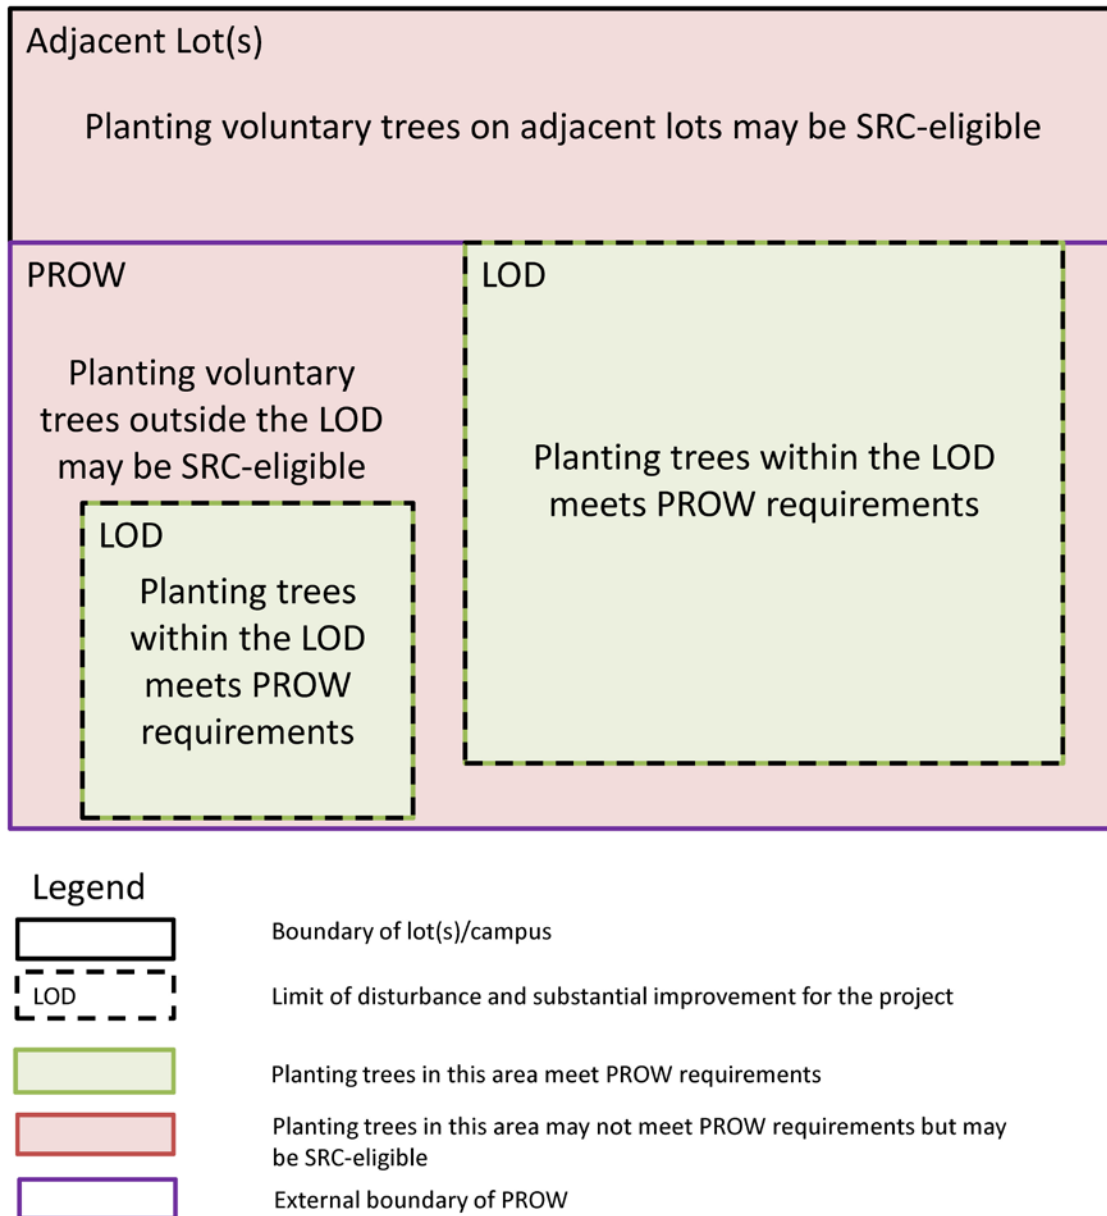 Adjacent Lot(s)
Planting voluntary trees on adjacent lots may be SRC-eligible
PROW
Planting voluntary
trees outside the LOD
may be SRC-eligible
LOD
Planting trees
within the LOD
meets PROW
requirements
LOD
Planting trees within the LOD
meets PROW requirements
Legend
Boundary of lot(s)/campus
LOD
Limit of disturbance and substantial improvement for the project
Planting trees in this area meet PROW requirements
Planting trees in this area may not meet PROW requirements but may
be SRC-eligible
External boundary of PROW